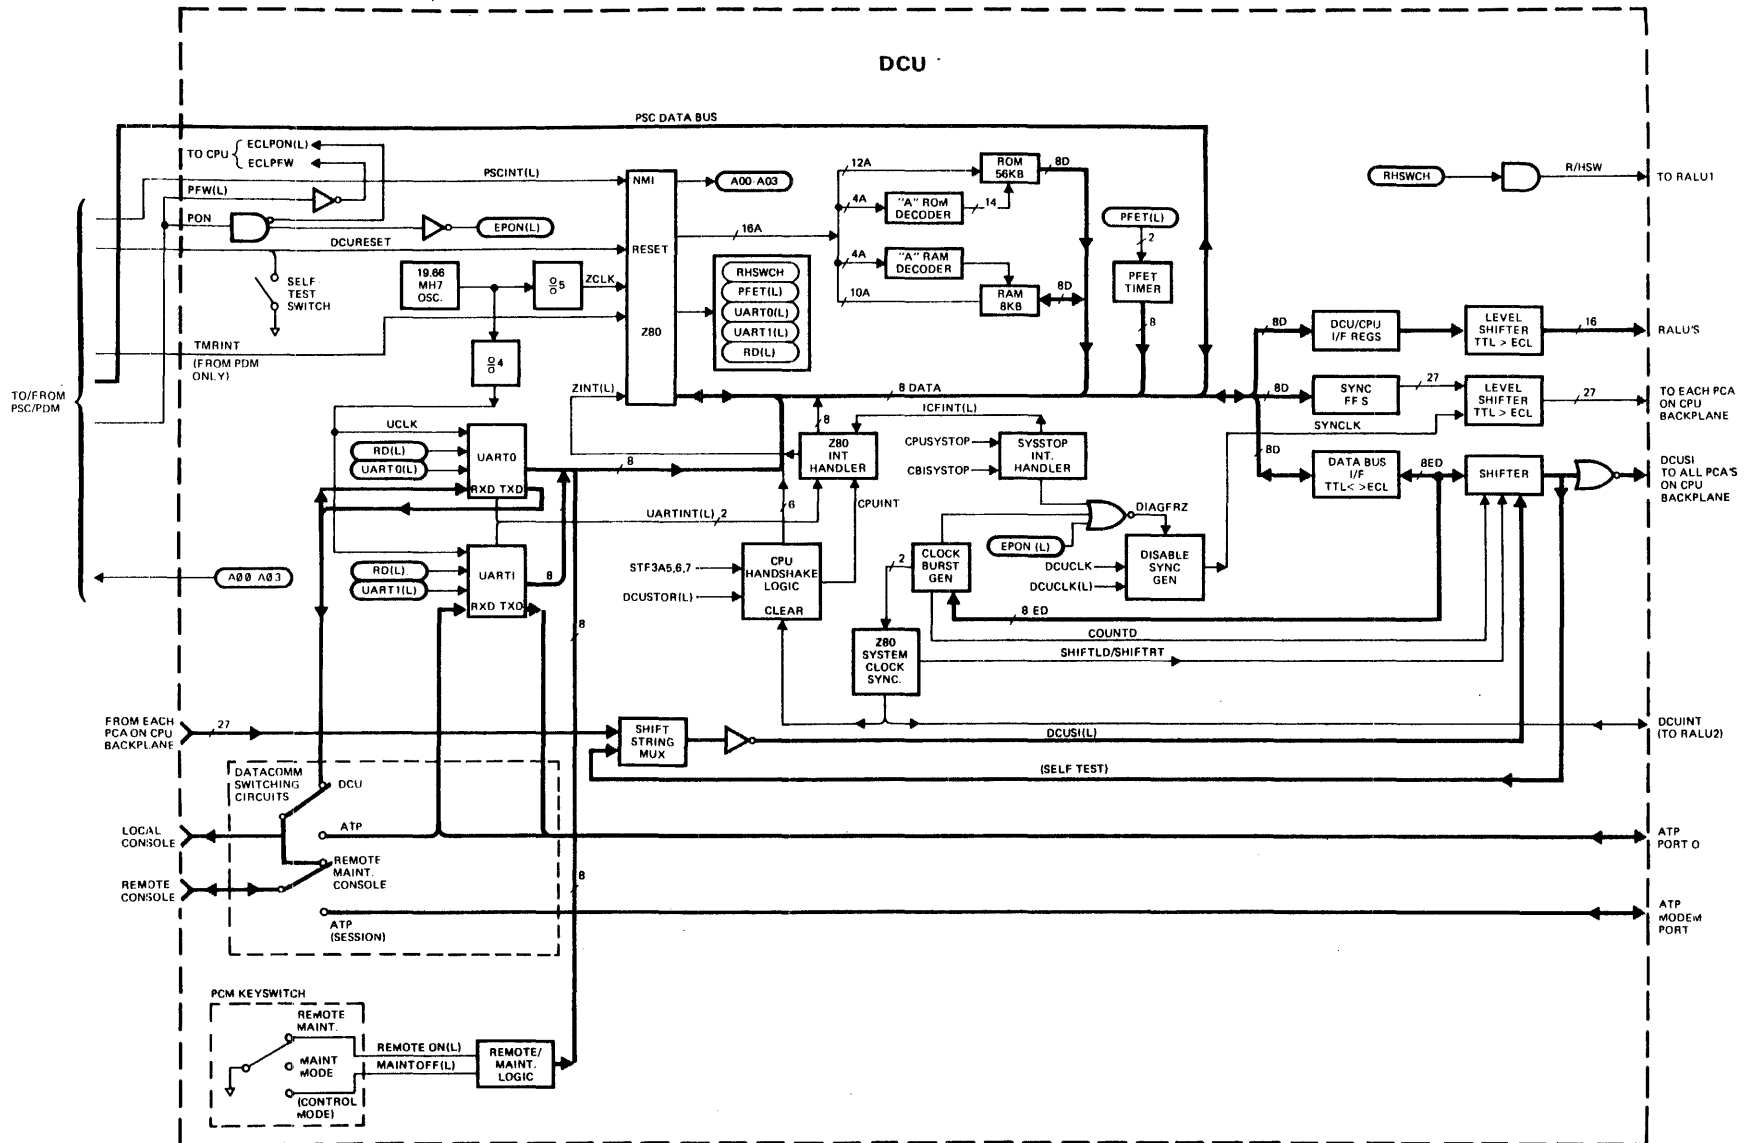 DCU
PSC DATA BUS
TO CPU
ECLPON(L)
ECLPFW
PFW(L)
PON
PSCINT(L)
NMI
A00-A03
EPON(L)
DCURESET
RESET
SELF
TEST
SWITCH
19.66
MH7
OSC.
÷5
ZCLK
÷4
TMRINT
(FROM PDM
ONLY)
Z80
ZINT(L)
RHSWCH
PFET(L)
UART0(L)
UART1(L)
RD(L)
16A
12A
ROM
56KB
8D
4A
"A" ROM
DECODER
14
4A
"A" RAM
DECODER
10A
RAM
8KB
8D
PFET(L)
2
PFET
TIMER
8
RHSWCH
R/HSW
TO RALU1
8D
DCU/CPU
I/F REGS
LEVEL
SHIFTER
TTL > ECL
16
RALU'S
8D
SYNC
FF S
27
LEVEL
SHIFTER
TTL > ECL
27
TO EACH PCA
ON CPU
BACKPLANE
SYNCLK
8D
DATA BUS
I/F
TTL< >ECL
8ED
SHIFTER
DCUSI
TO ALL PCA'S
ON CPU
BACKPLANE
TO/FROM
PSC/PDM
8 DATA
ICFINT(L)
8
Z80
INT
HANDLER
CPUSYSTOP
CBISYSTOP
SYSSTOP
INT.
HANDLER
UCLK
RD(L)
UART0(L)
UART0
RXD TXD
8
UARTINT(L)
2
6
CPUINT
DIAGFRZ
EPON (L)
RD(L)
UART1(L)
UART1
RXD TXD
8
A00 A03
STF3A5,6,7
DCUSTOR(L)
CPU
HANDSHAKE
LOGIC
CLEAR
2
CLOCK
BURST
GEN
DCUCLK
DCUCLK(L)
DISABLE
SYNC
GEN
8 ED
COUNTD
Z80
SYSTEM
CLOCK
SYNC.
SHIFTLD/SHIFTRT
8
FROM EACH
PCA ON CPU
BACKPLANE
27
SHIFT
STRING
MUX
DCUSI(L)
DCUINT
(TO RALU2)
(SELF TEST)
DATACOMM
SWITCHING
CIRCUITS
DCU
LOCAL
CONSOLE
ATP
ATP
PORT O
REMOTE
CONSOLE
REMOTE
MAINT.
CONSOLE
8
ATP
(SESSION)
ATP
MODEM
PORT
PCM KEYSWITCH
REMOTE
MAINT.
MAINT
MODE
(CONTROL
MODE)
REMOTE ON(L)
MAINTOFF(L)
REMOTE/
MAINT.
LOGIC